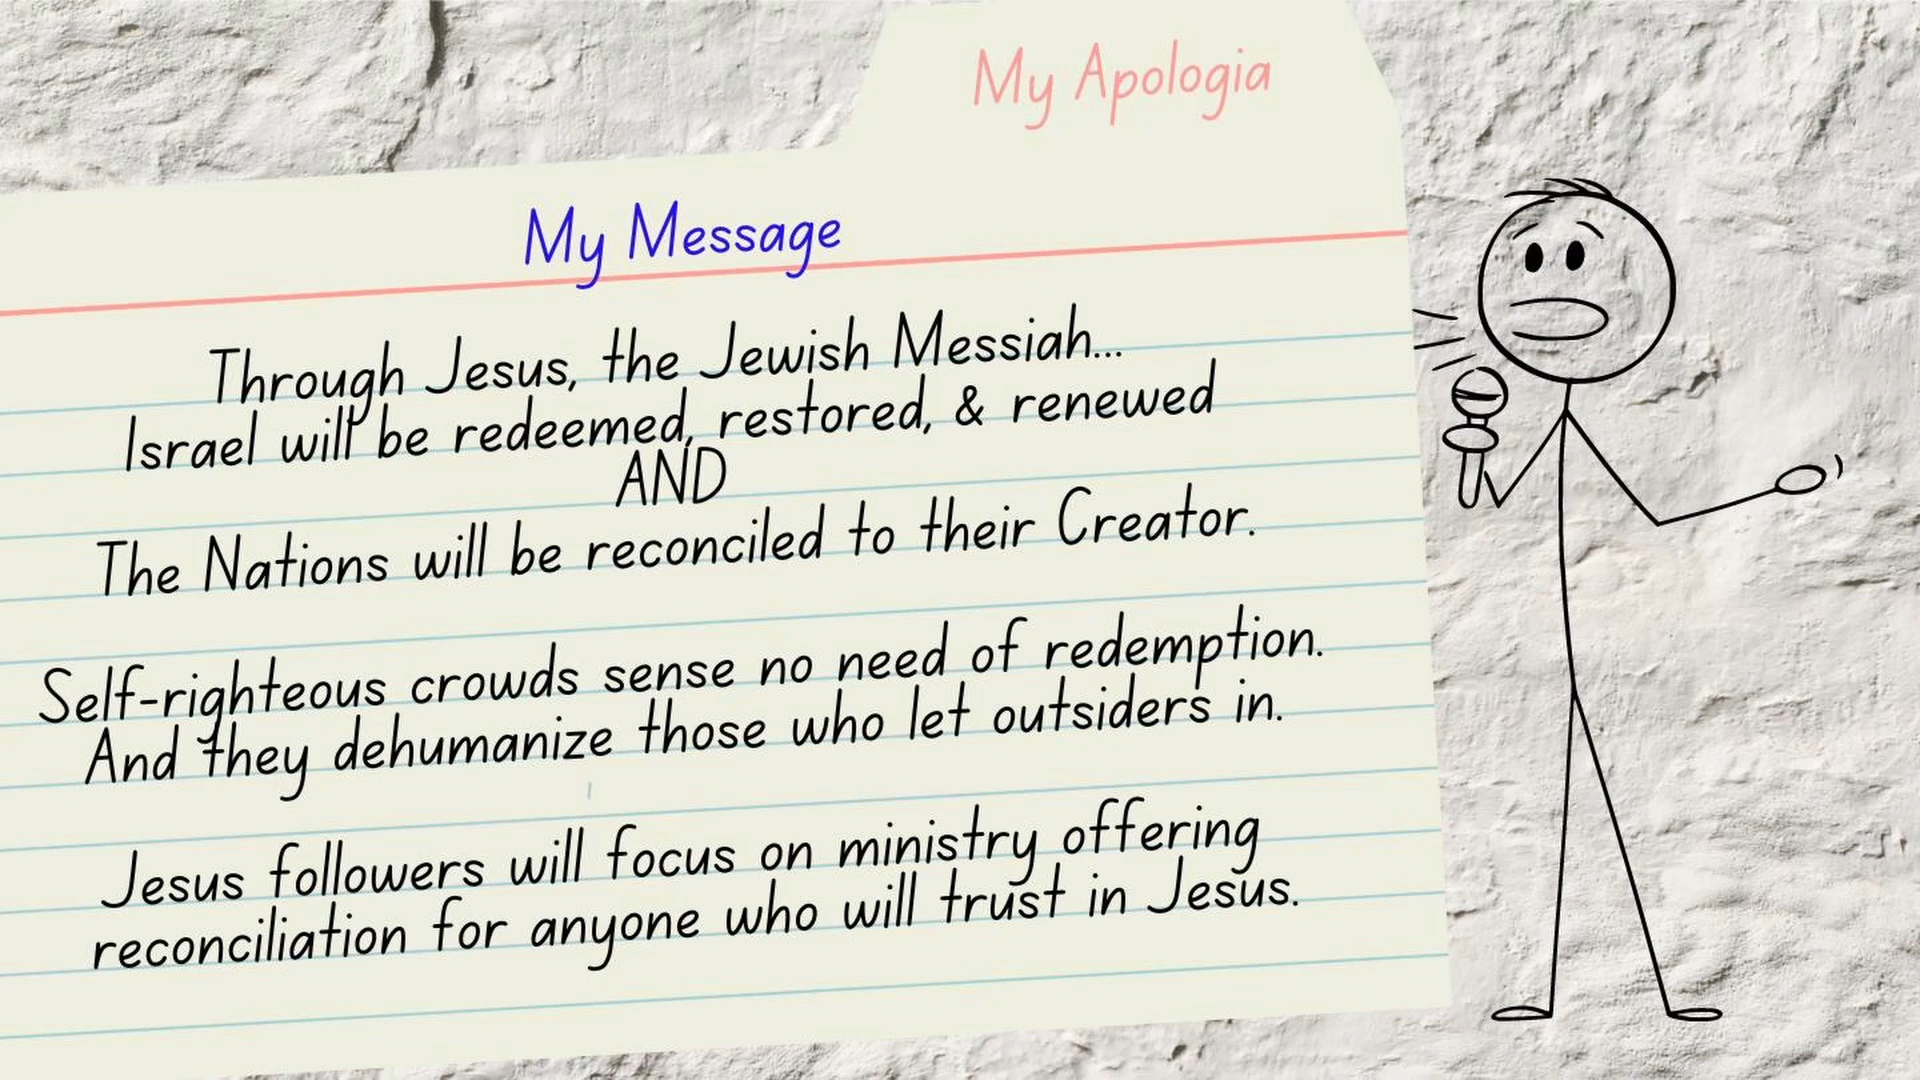 My Apologia
My Message
Through Jesus, the Jewish Messiah...
Israel will be redeemed, restored, & renewed
AND
The Nations will be reconciled to their Creator.
Self-righteous crowds sense no need of redemption.
And they dehumanize those who let outsiders in.
Jesus followers will focus on ministry offering
reconciliation for anyone who will trust in Jesus.